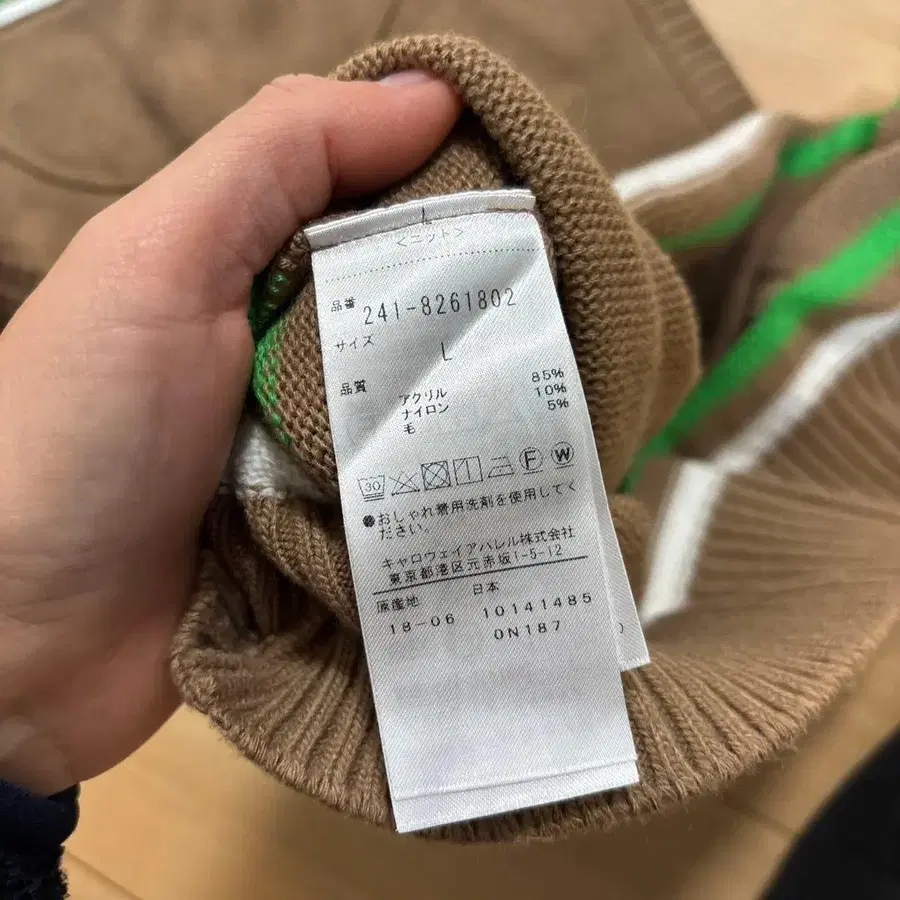 <ニット>
品番 241-8261802
サイズ L
品質 アクリル 85%
ナイロン 10%
毛 5%
30 F W
●おしゃれ着用洗剤を使用してく
ださい。
キャロウェイアパレル株式会社
東京都港区元赤坂1-5-12
原産地 日本
18-06 10141485
0N187